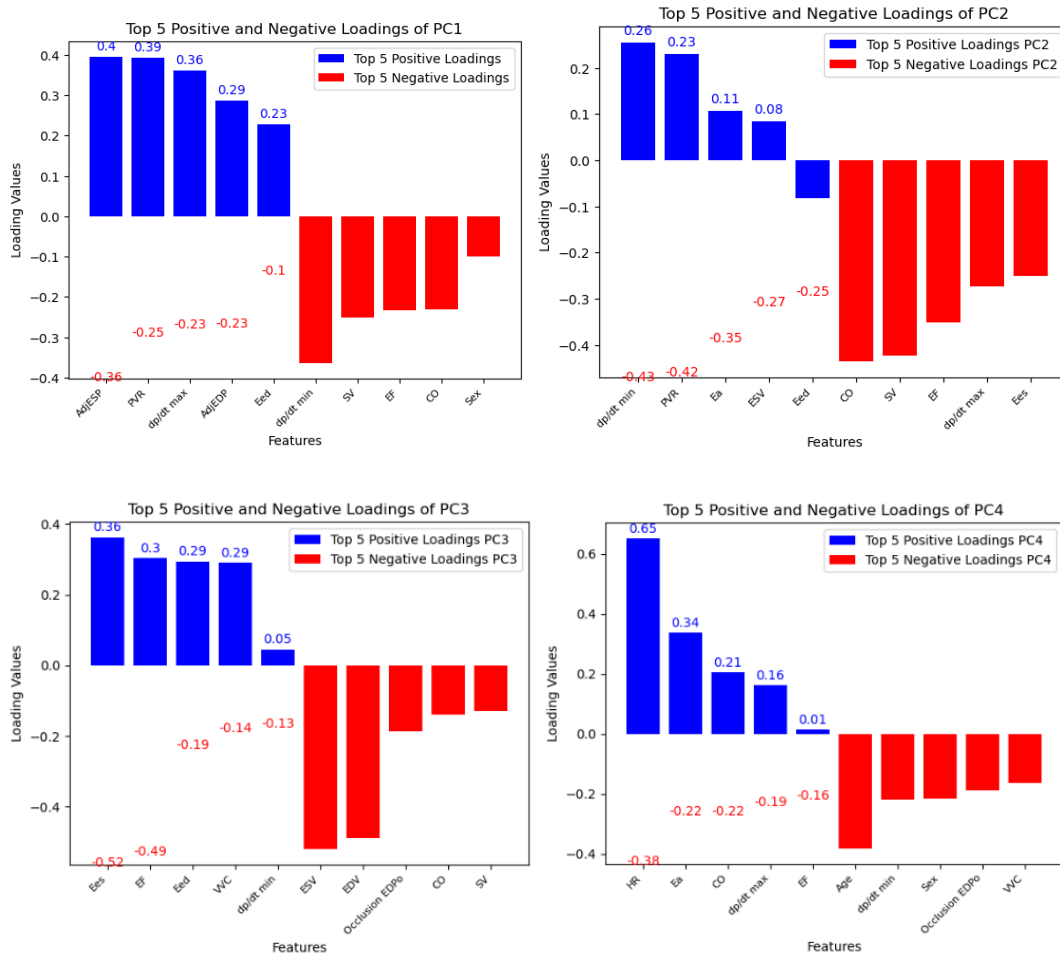 Top 5 Positive and Negative Loadings of PC1
0.4
0.39
0.36
0.29
0.23
Top 5 Positive Loadings
Top 5 Negative Loadings
0.4
0.3
0.2
0.1
0.0
−0.1
−0.2
−0.3
−0.4
Loading Values
-0.36
-0.25
-0.23
-0.23
-0.1
AdjESP
PVR
dp/dt max
AdjEDP
Eed
dp/dt min
SV
EF
CO
Sex
Features
Top 5 Positive and Negative Loadings of PC2
0.26
0.23
0.11
0.08
Top 5 Positive Loadings PC2
Top 5 Negative Loadings PC2
0.2
0.1
0.0
−0.1
−0.2
−0.3
−0.4
Loading Values
-0.43
-0.42
-0.35
-0.27
-0.25
dp/dt min
PVR
Ea
ESV
Eed
CO
SV
EF
dp/dt max
Ees
Features
Top 5 Positive and Negative Loadings of PC3
0.36
0.3
0.29
0.29
0.05
Top 5 Positive Loadings PC3
Top 5 Negative Loadings PC3
0.4
0.2
0.0
−0.2
−0.4
Loading Values
-0.52
-0.49
-0.19
-0.14
-0.13
Ees
EF
Eed
VVC
dp/dt min
ESV
EDV
Occlusion EDPo
CO
SV
Features
Top 5 Positive and Negative Loadings of PC4
0.65
0.34
0.21
0.16
0.01
Top 5 Positive Loadings PC4
Top 5 Negative Loadings PC4
0.6
0.4
0.2
0.0
−0.2
−0.4
Loading Values
-0.38
-0.22
-0.22
-0.19
-0.16
HR
Ea
CO
dp/dt max
EF
Age
dp/dt min
Sex
Occlusion EDPo
VVC
Features